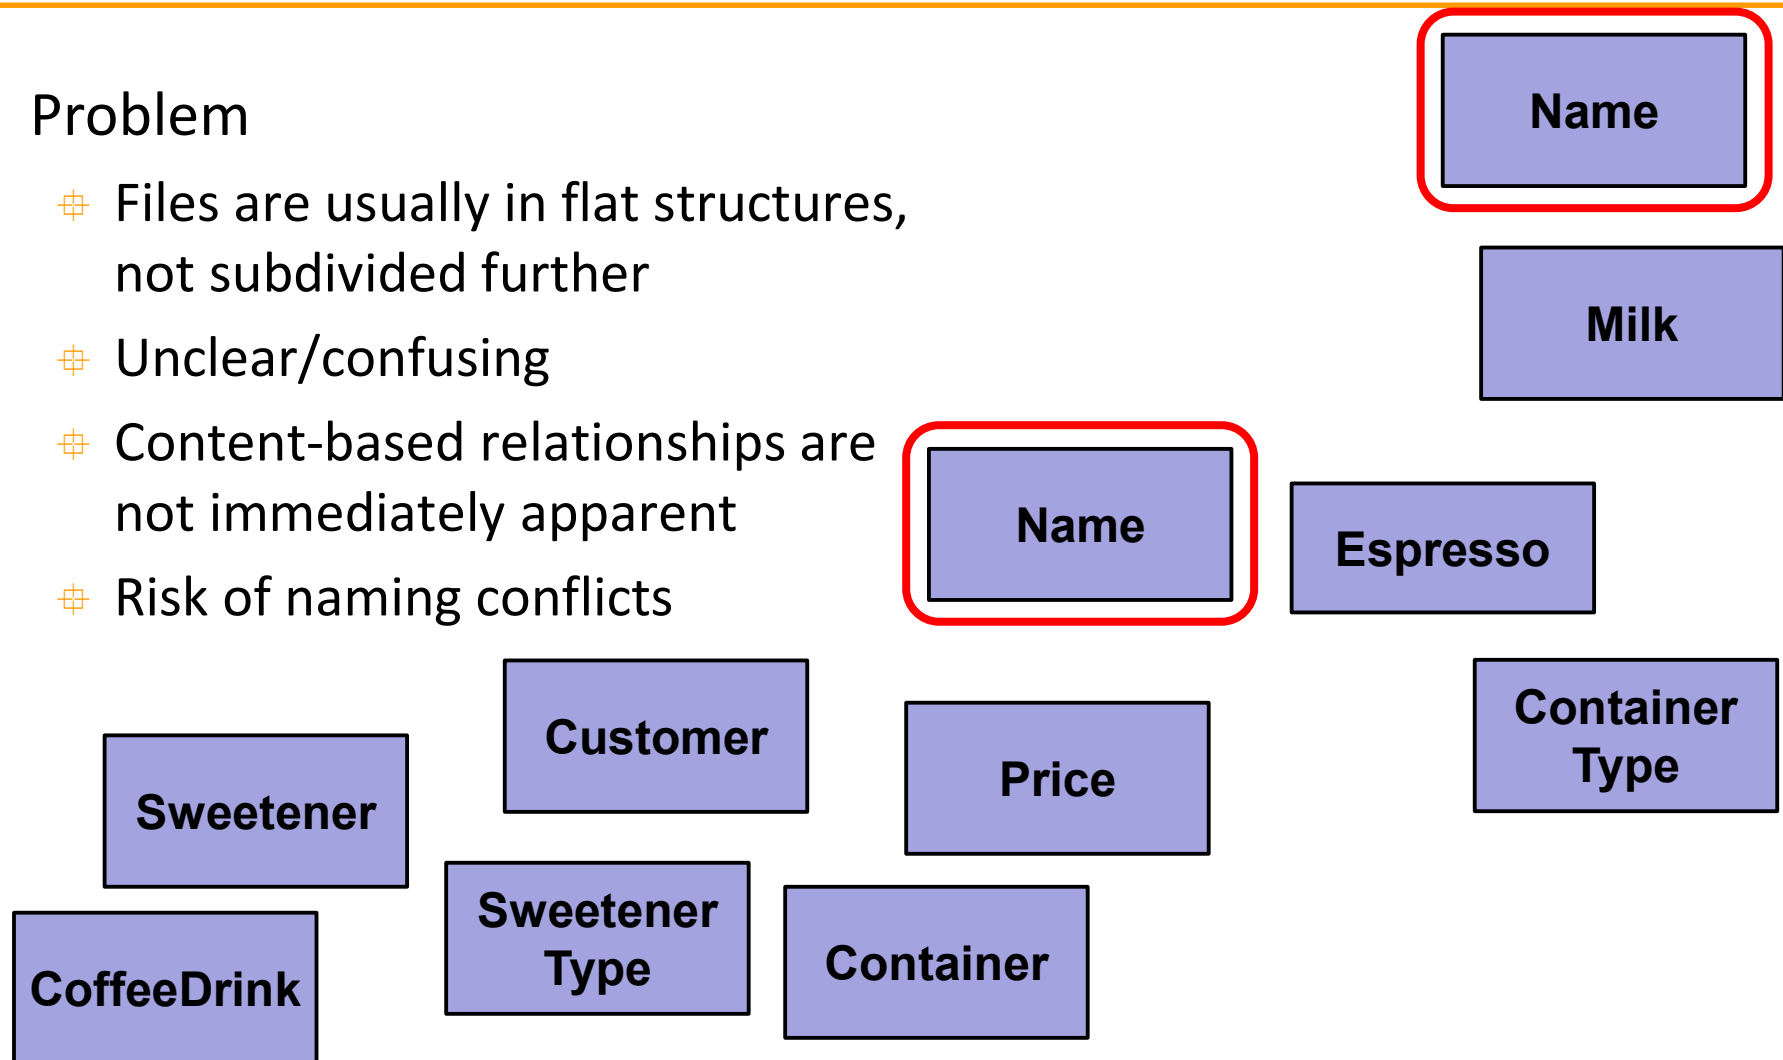 Problem
Files are usually in flat structures,
not subdivided further
Unclear/confusing
Content-based relationships are
not immediately apparent
Risk of naming conflicts
Name
Milk
Name
Espresso
Container
Type
Customer
Price
Sweetener
Sweetener
Type
Container
CoffeeDrink